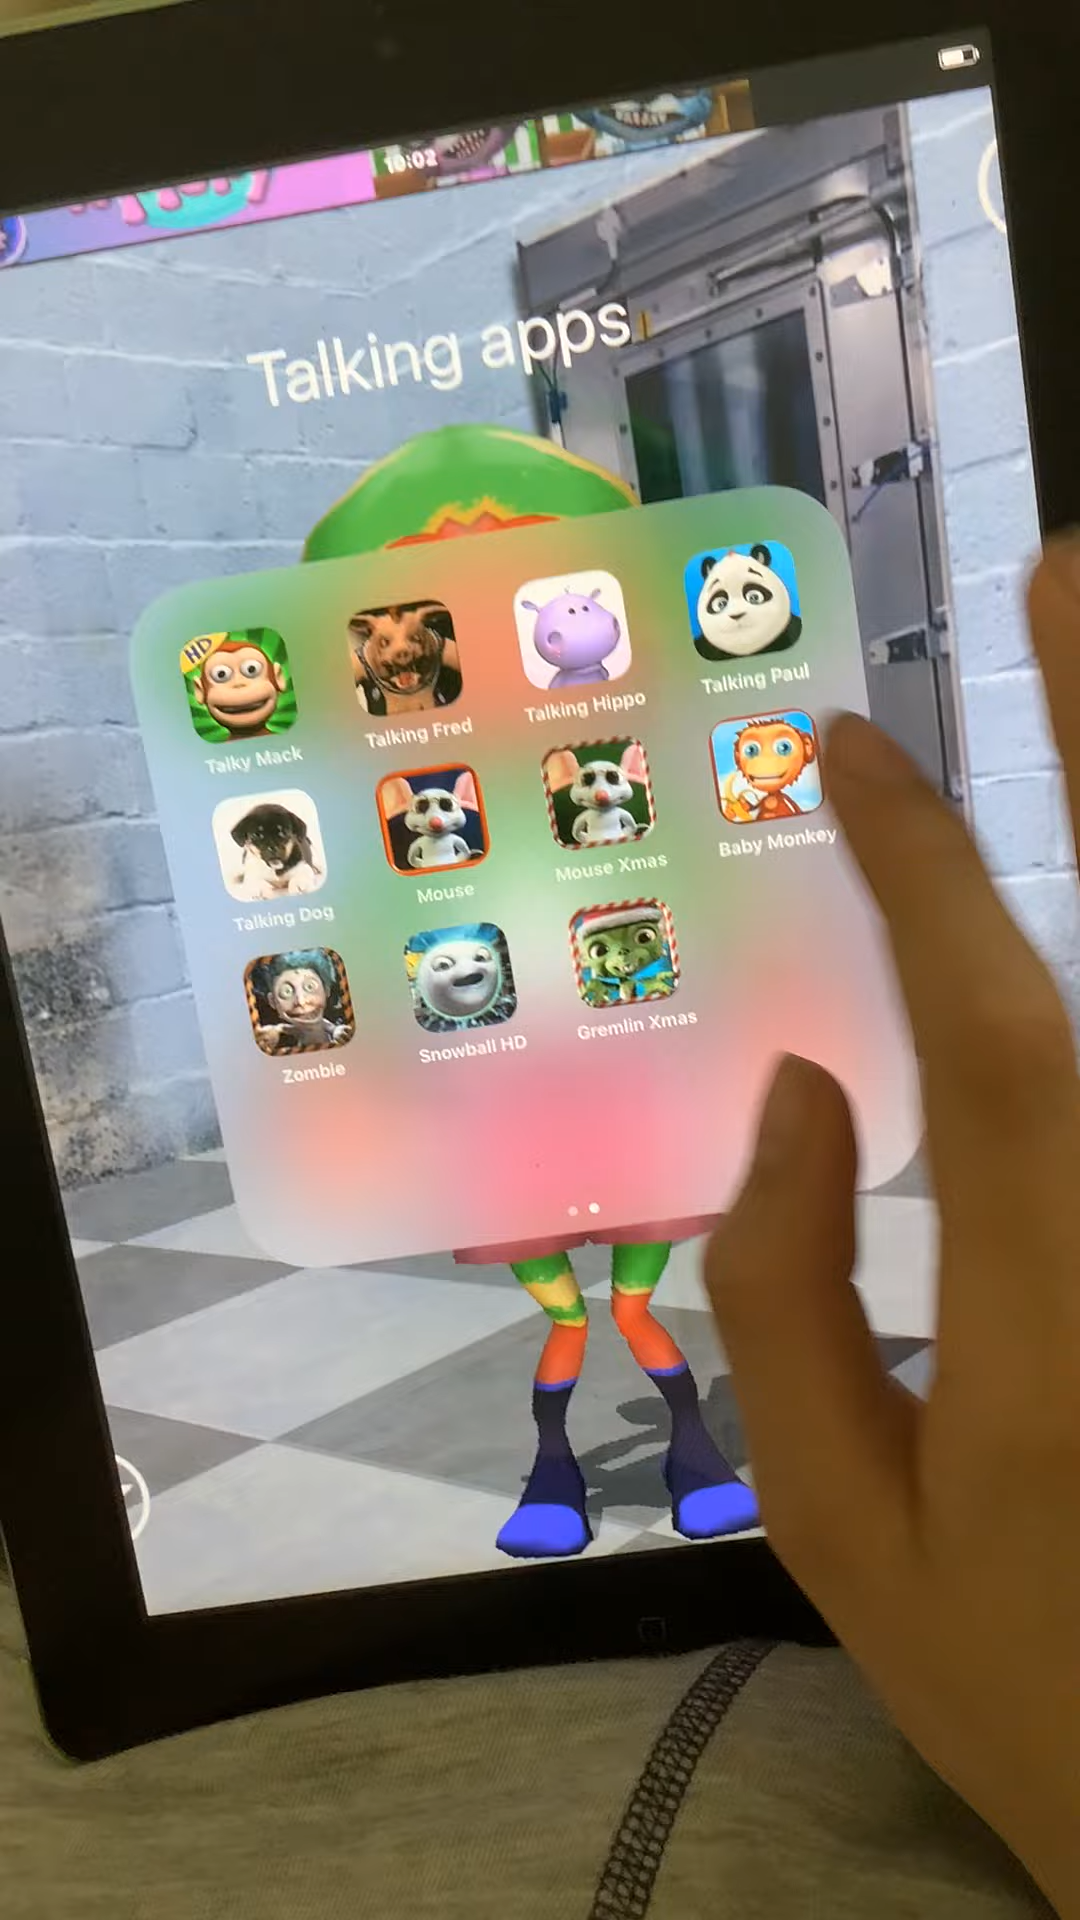 10:02
Talking apps
HD
Talky Mack
Talking Fred
Talking Hippo
Talking Paul
Talking Dog
Mouse
Mouse Xmas
Baby Monkey
Zombie
Snowball HD
Gremlin Xmas